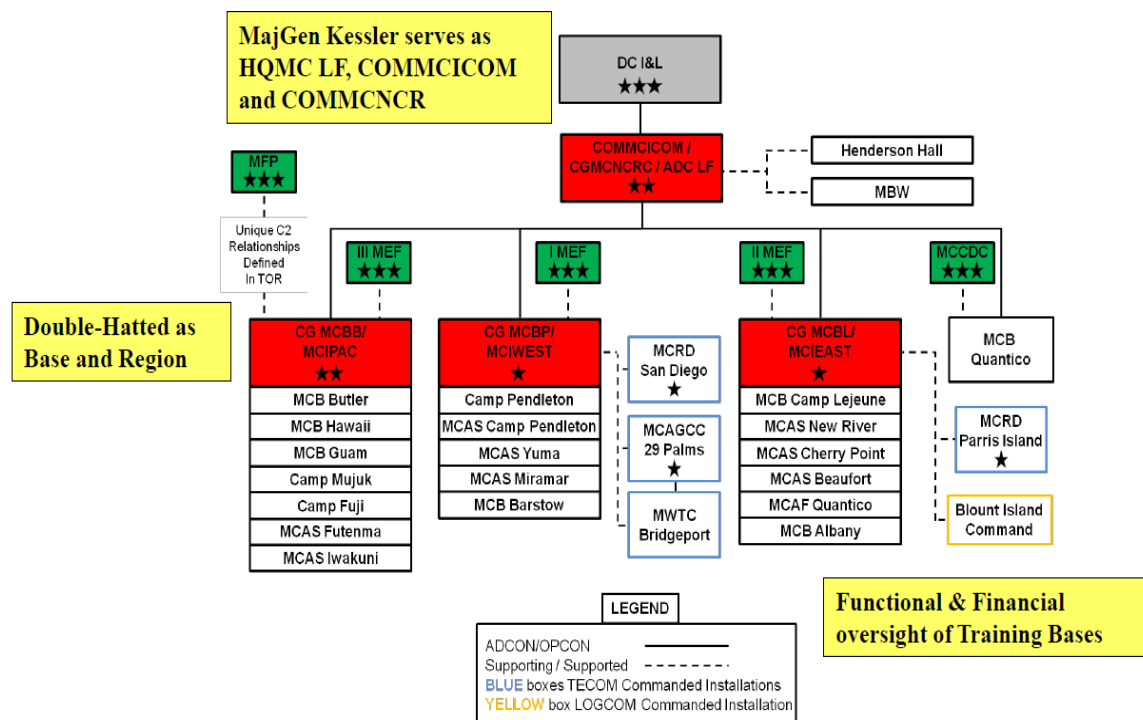 MajGen Kessler serves as
HQMC LF, COMMCICOM
and COMMCNCR
DC I&L
COMMCICOM /
CGMCNCRC / ADC LF
Henderson Hall
MBW
MFP
Unique C2
Relationships
Defined
In TOR
III MEF
I MEF
II MEF
MCCDC
Double-Hatted as
Base and Region
CG MCBB/
MCIPAC
MCB Butler
MCB Hawaii
MCB Guam
Camp Mujuk
Camp Fuji
MCAS Futenma
MCAS Iwakuni
CG MCBP/
MCIWEST
Camp Pendleton
MCAS Camp Pendleton
MCAS Yuma
MCAS Miramar
MCB Barstow
MCRD
San Diego
MCAGCC
29 Palms
MWTC
Bridgeport
CG MCBL/
MCIEAST
MCB Camp Lejeune
MCAS New River
MCAS Cherry Point
MCAS Beaufort
MCAF Quantico
MCB Albany
MCB
Quantico
MCRD
Parris Island
Blount Island
Command
Functional & Financial
oversight of Training Bases
LEGEND
ADCON/OPCON
Supporting / Supported
BLUE boxes TECOM Commanded Installations
YELLOW box LOGCOM Commanded Installation